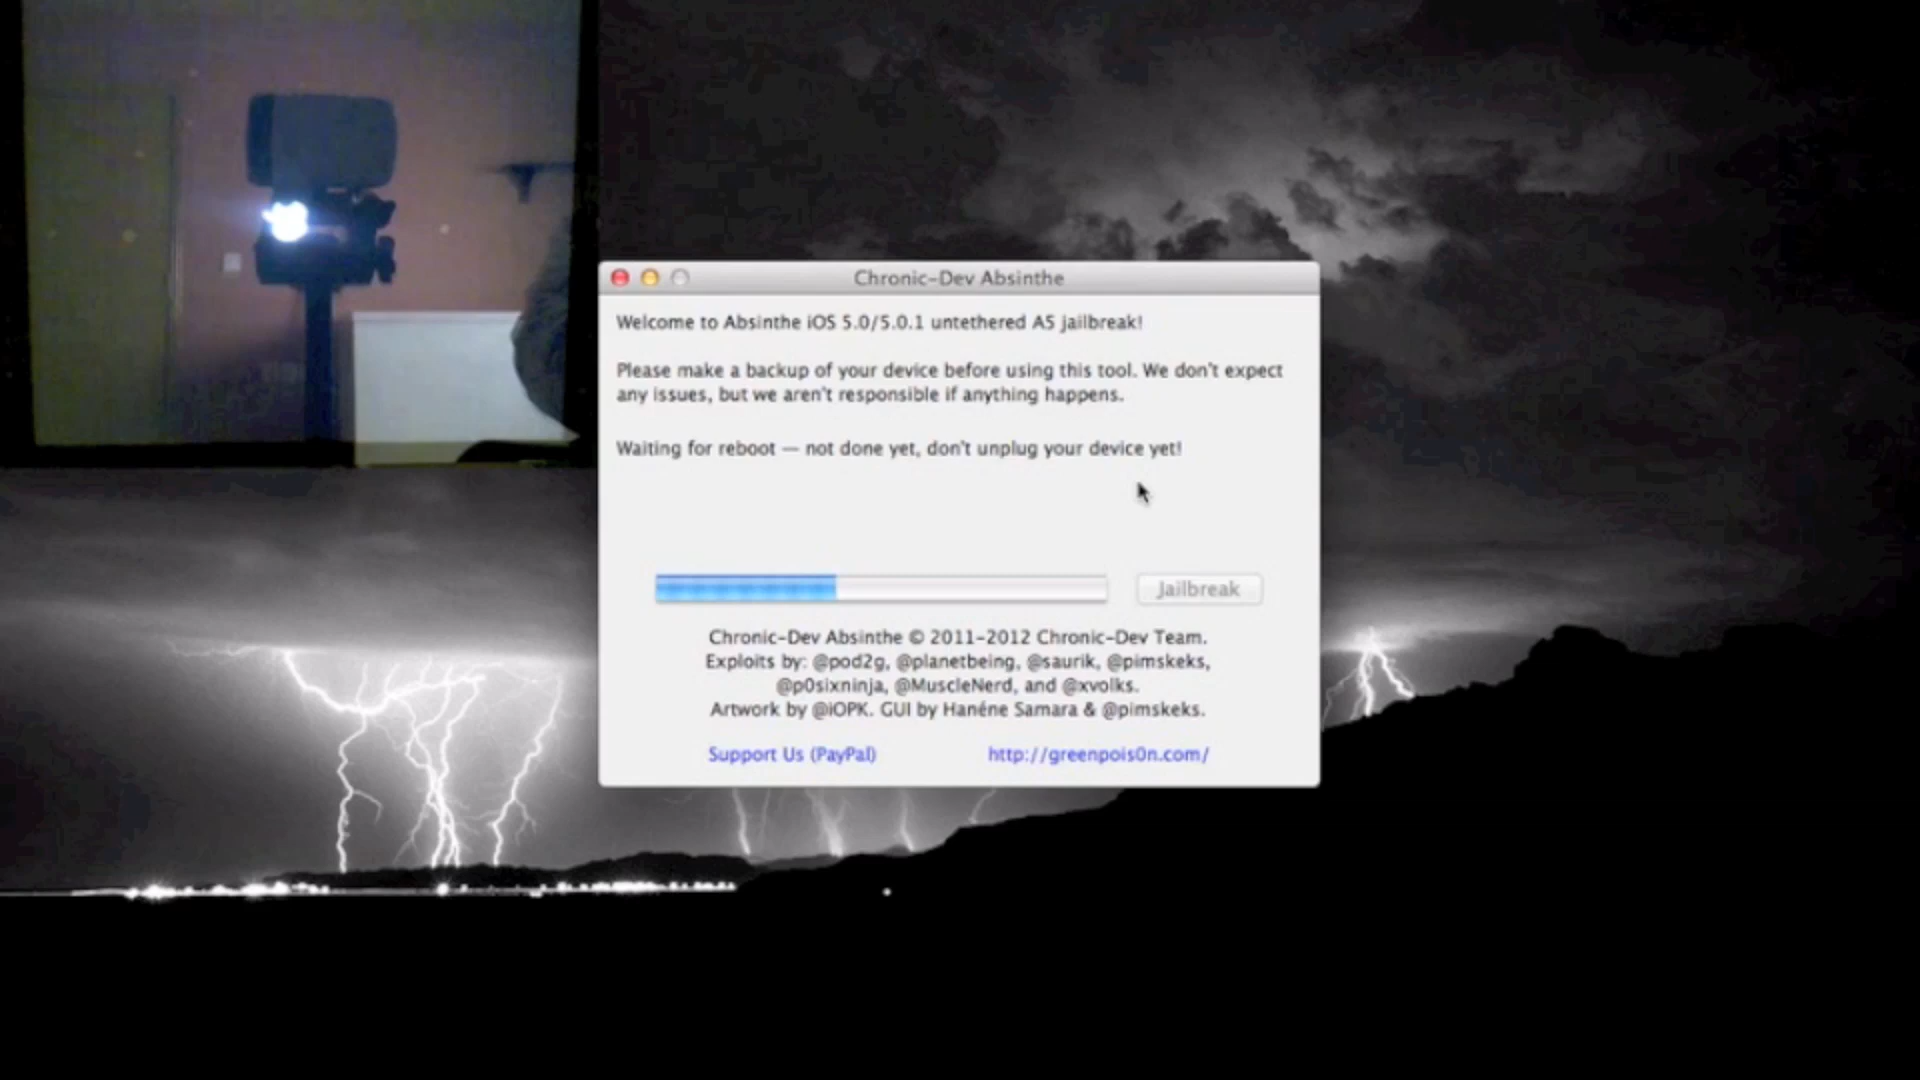 Chronic-Dev Absinthe
Welcome to Absinthe iOS 5.0/5.0.1 untethered A5 jailbreak!
Please make a backup of your device before using this tool. We don't expect
any issues, but we aren't responsible if anything happens.
Waiting for reboot — not done yet, don't unplug your device yet!
Jailbreak
Chronic-Dev Absinthe © 2011-2012 Chronic-Dev Team.
Exploits by: @pod2g, @planetbeing, @saurik, @pimskeks,
@p0sixninja, @MuscleNerd, and @xvolks.
Artwork by @iOPK. GUI by Hanéne Samara & @pimskeks.
Support Us (PayPal)
http://greenpois0n.com/